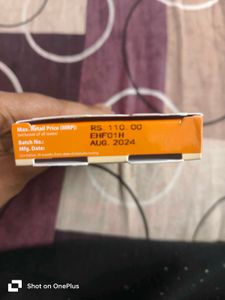 Max. Retail Price (MRP): RS. 110.00
(Inclusive of all taxes)
Batch No.: EHF01H
Mfg. Date: AUG. 2024
Shot on OnePlus